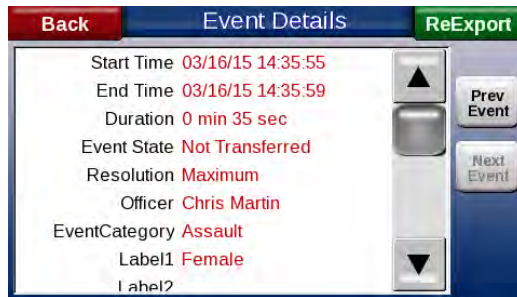 Back Event Details ReExport
Start Time 03/16/15 14:35:55
End Time 03/16/15 14:35:59
Duration 0 min 35 sec
Event State Not Transferred
Resolution Maximum
Officer Chris Martin
EventCategory Assault
Label1 Female
Label2
Prev
Event
Next
Event